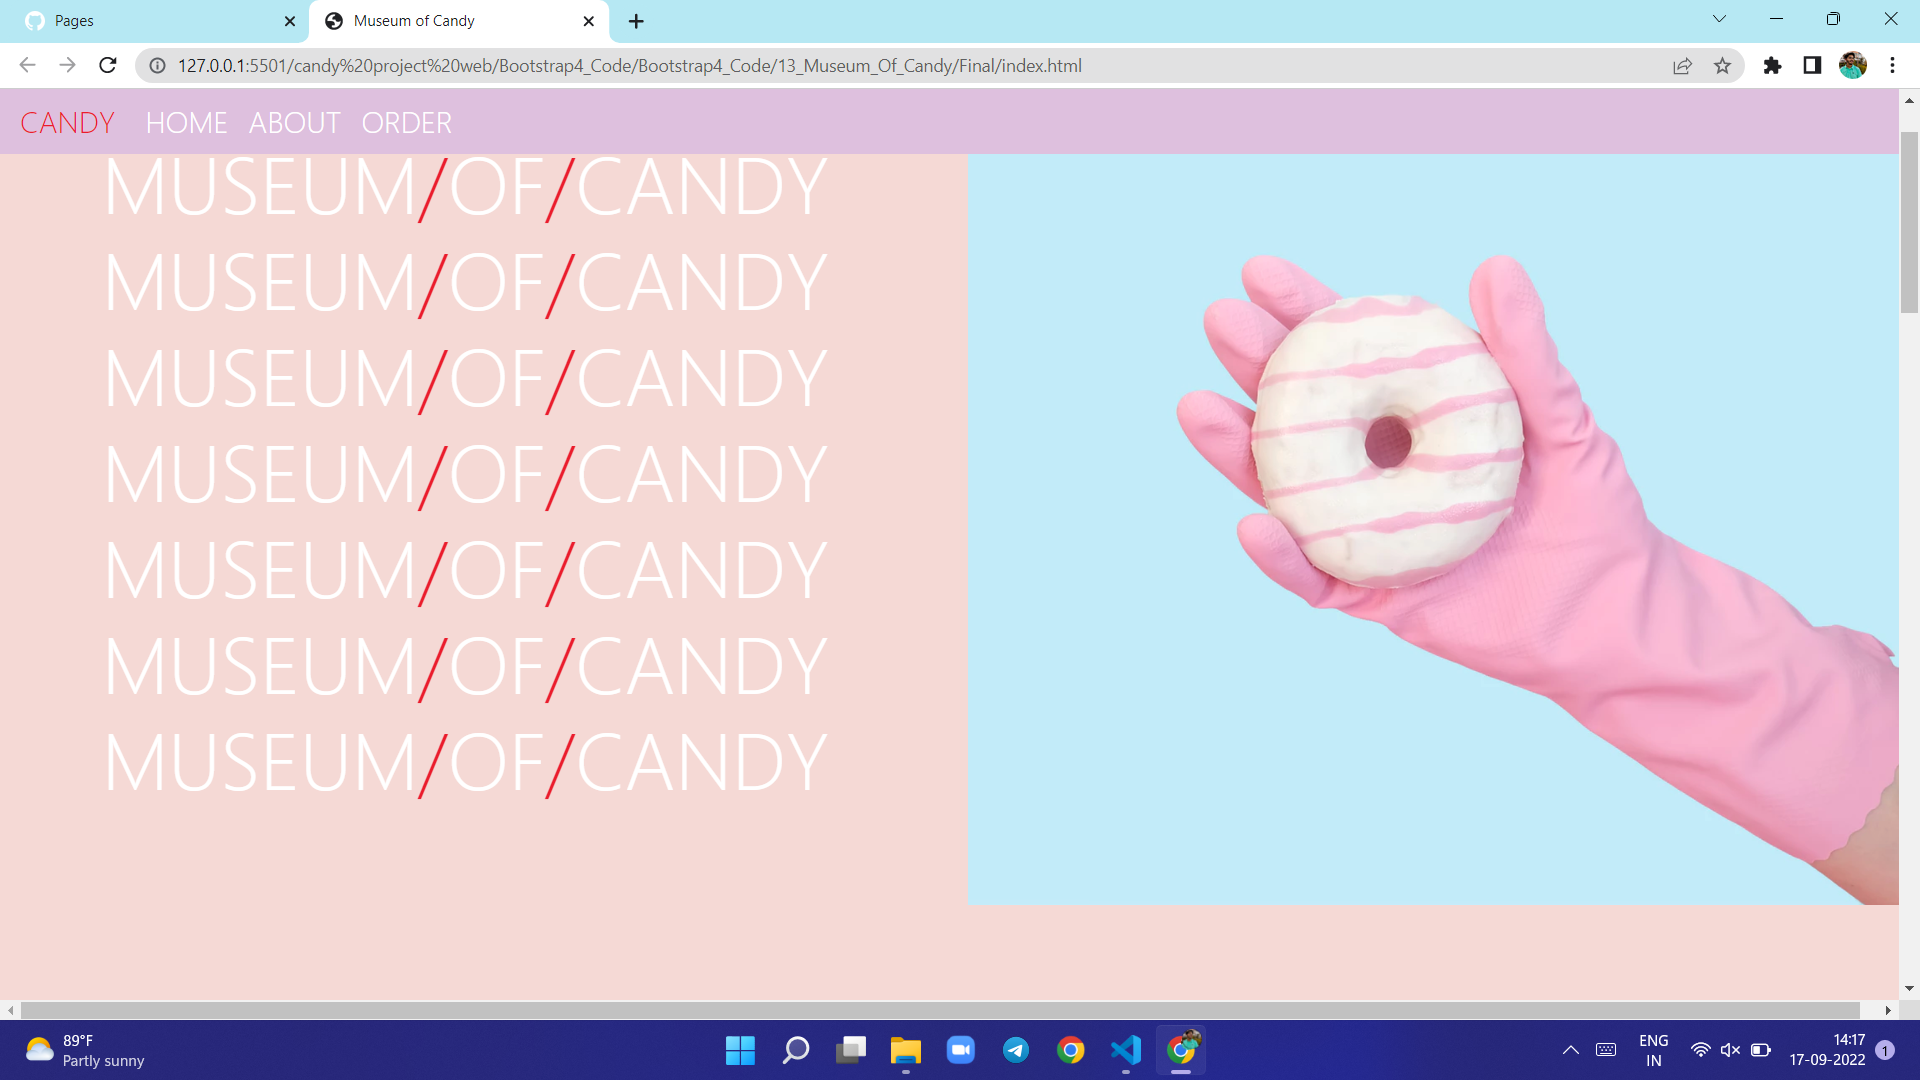 Pages
Museum of Candy
127.0.0.1:5501/candy%20project%20web/Bootstrap4_Code/Bootstrap4_Code/13_Museum_Of_Candy/Final/index.html
CANDY HOME ABOUT ORDER
MUSEUM/OF/CANDY
MUSEUM/OF/CANDY
MUSEUM/OF/CANDY
MUSEUM/OF/CANDY
MUSEUM/OF/CANDY
MUSEUM/OF/CANDY
MUSEUM/OF/CANDY
89°F
Partly sunny
ENG
IN
14:17
17-09-2022
1